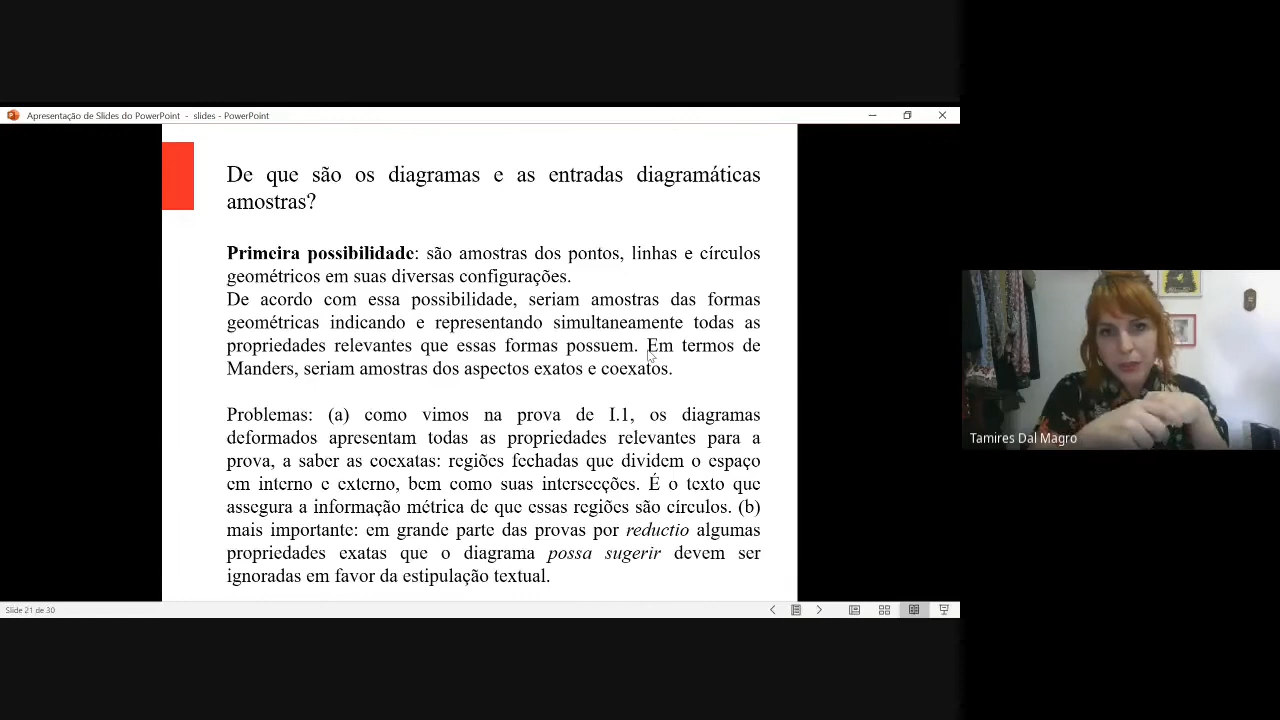 Apresentação de Slides do PowerPoint - slides - PowerPoint
De que são os diagramas e as entradas diagramáticas
amostras?
Primeira possibilidade: são amostras dos pontos, linhas e círculos
geométricos em suas diversas configurações.
De acordo com essa possibilidade, seriam amostras das formas
geométricas indicando e representando simultaneamente todas as
propriedades relevantes que essas formas possuem. Em termos de
Manders, seriam amostras dos aspectos exatos e coexatos.
Problemas: (a) como vimos na prova de I.1, os diagramas
deformados apresentam todas as propriedades relevantes para a
prova, a saber as coexatas: regiões fechadas que dividem o espaço
em interno e externo, bem como suas intersecções. É o texto que
assegura a informação métrica de que essas regiões são círculos. (b)
mais importante: em grande parte das provas por reductio algumas
propriedades exatas que o diagrama possa sugerir devem ser
ignoradas em favor da estipulação textual.
Slide 21 de 30
Tamires Dal Magro